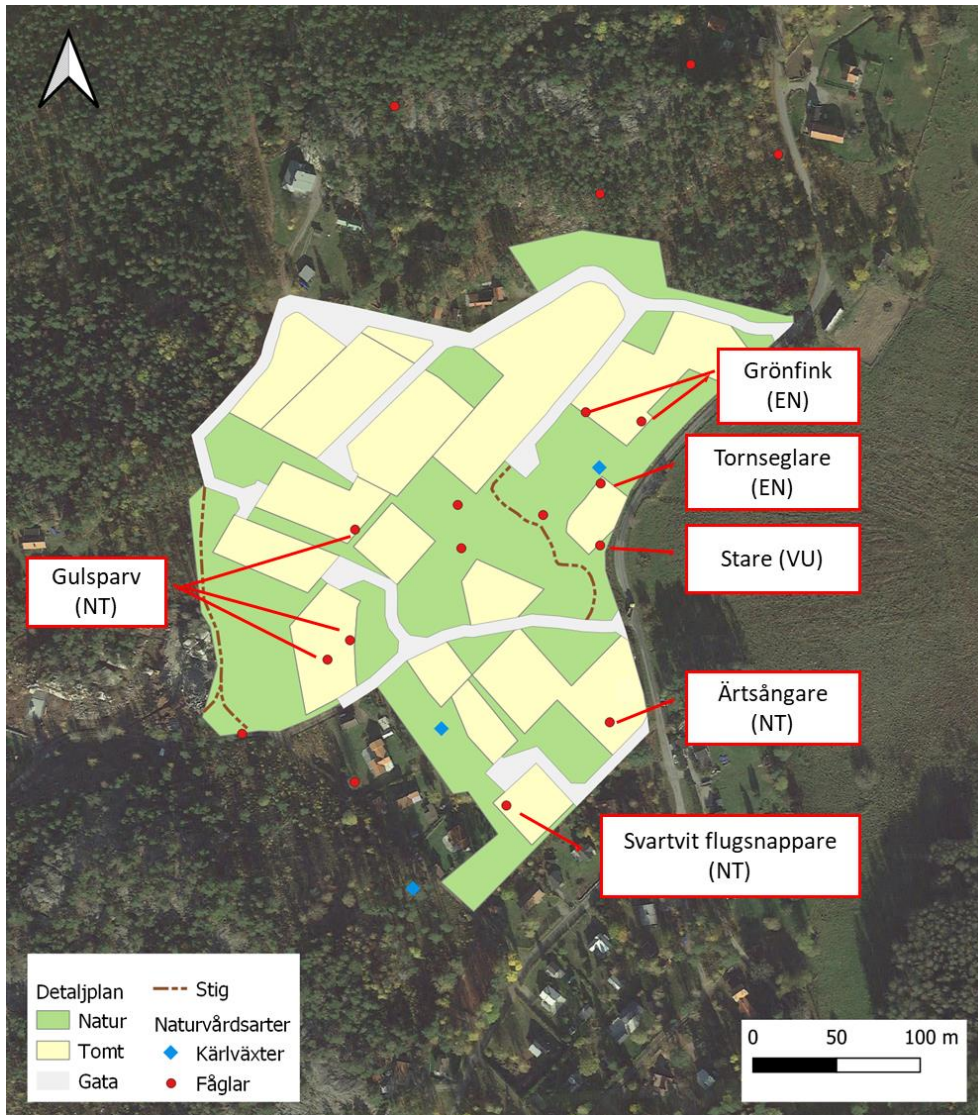 Grönfink
(EN)
Tornseglare
(EN)
Stare (VU)
Gulsparv
(NT)
Ärtsångare
(NT)
Svartvit flugsnappare
(NT)
Detaljplan
Natur
Tomt
Gata
Stig
Naturvårdsarter
Kärlväxter
Fåglar
0 50 100 m